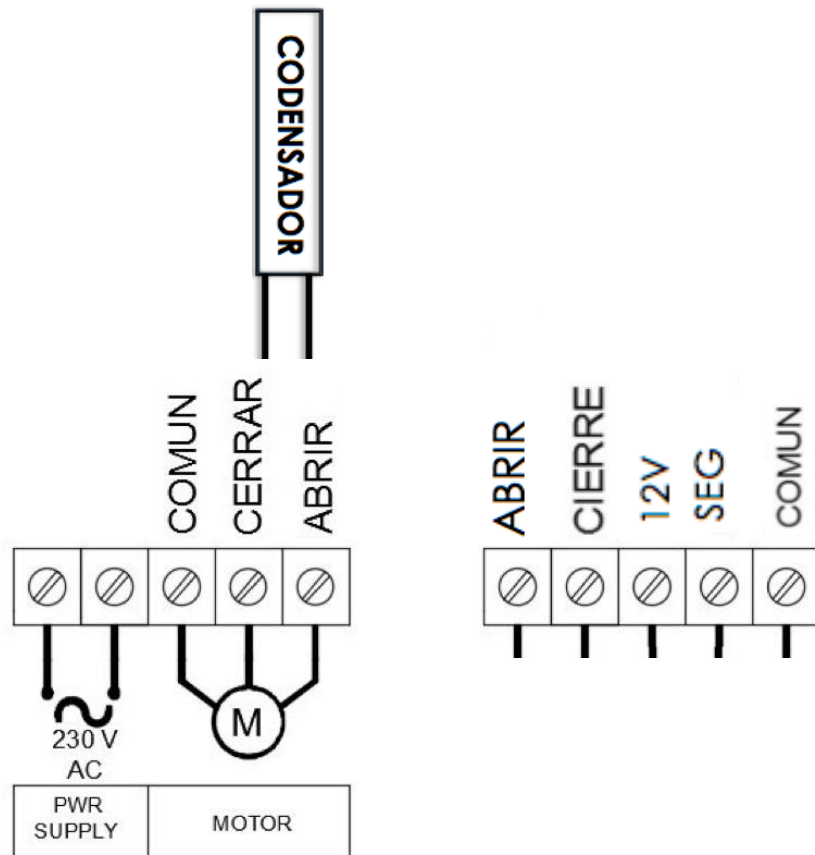 CODENSADOR
COMUN
CERRAR
ABRIR
ABRIR
CIERRE
12V
SEG
COMUN
M
230 V
AC
PWR
SUPPLY
MOTOR